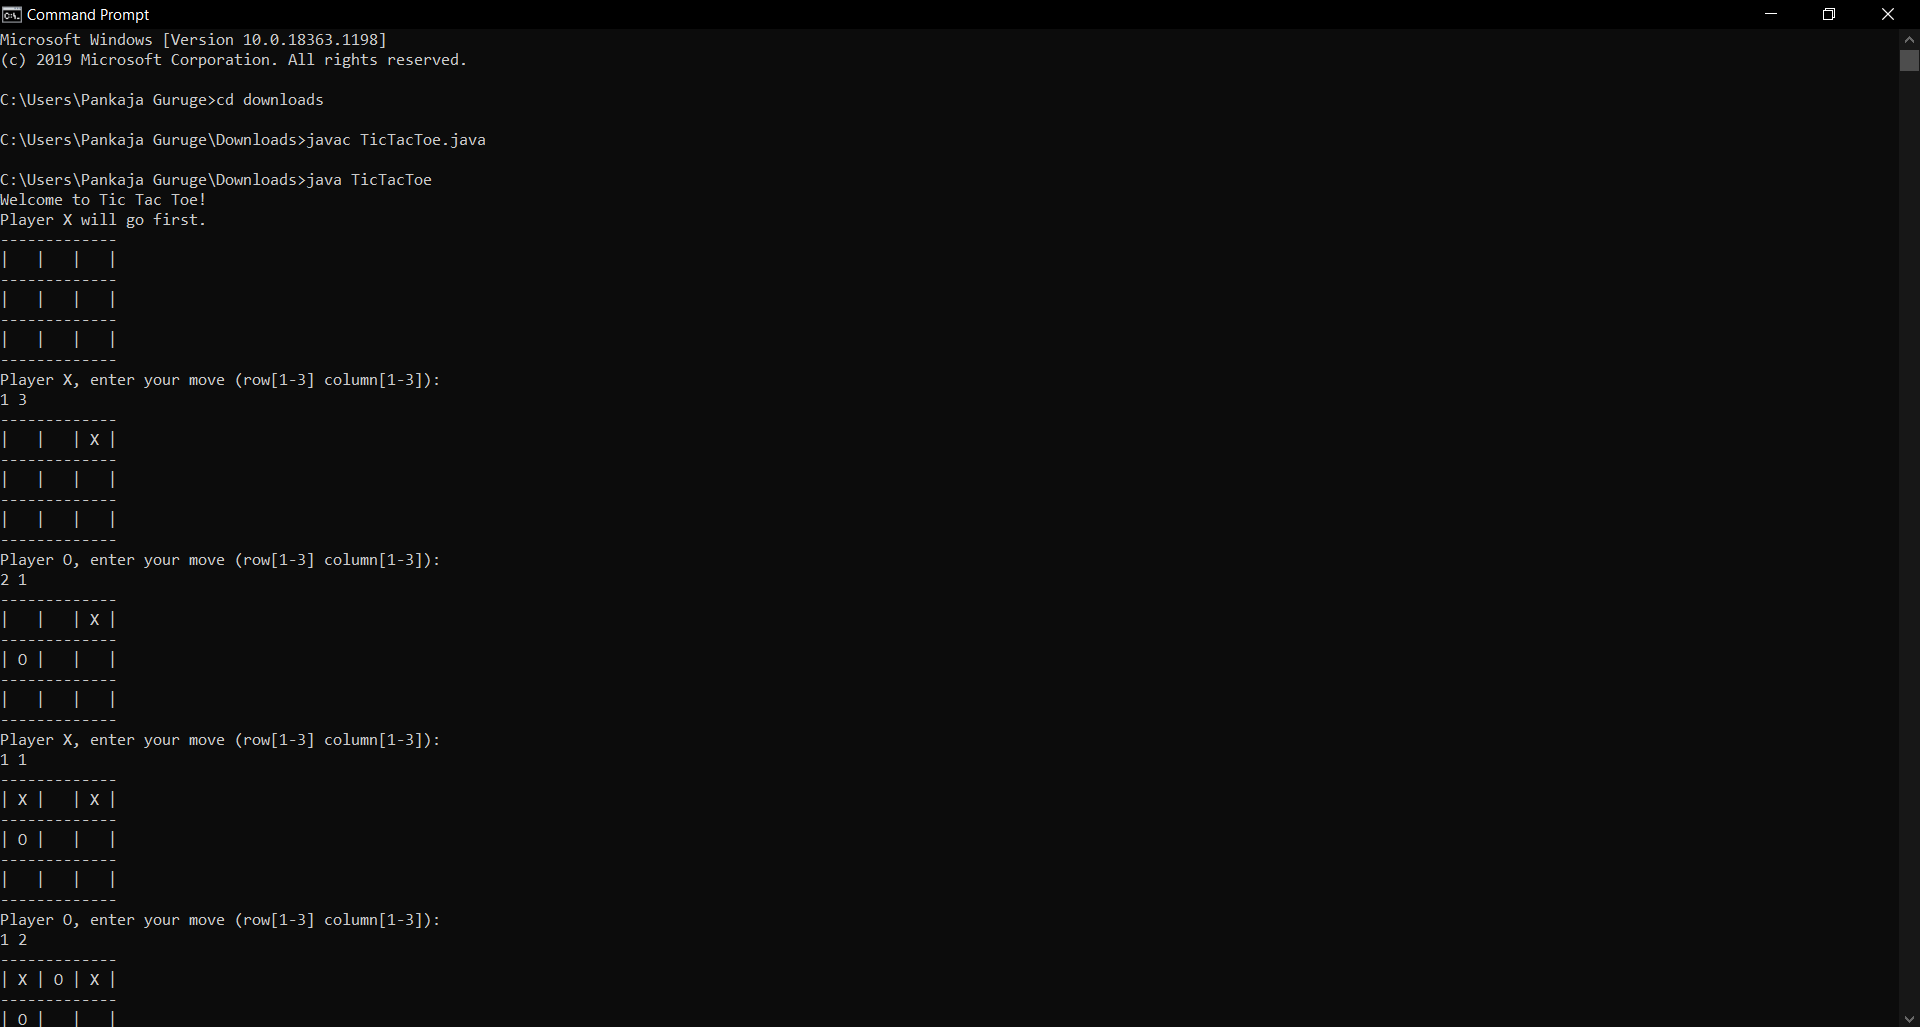 Command Prompt
Microsoft Windows [Version 10.0.18363.1198]
(c) 2019 Microsoft Corporation. All rights reserved.

C:\Users\Pankaja Guruge>cd downloads

C:\Users\Pankaja Guruge\Downloads>javac TicTacToe.java

C:\Users\Pankaja Guruge\Downloads>java TicTacToe
Welcome to Tic Tac Toe!
Player X will go first.
-------------
|   |   |   |
-------------
|   |   |   |
-------------
|   |   |   |
-------------
Player X, enter your move (row[1-3] column[1-3]):
1 3
-------------
|   |   | X |
-------------
|   |   |   |
-------------
|   |   |   |
-------------
Player O, enter your move (row[1-3] column[1-3]):
2 1
-------------
|   |   | X |
-------------
| O |   |   |
-------------
|   |   |   |
-------------
Player X, enter your move (row[1-3] column[1-3]):
1 1
-------------
| X |   | X |
-------------
| O |   |   |
-------------
|   |   |   |
-------------
Player O, enter your move (row[1-3] column[1-3]):
1 2
-------------
| X | O | X |
-------------
| O |   |   |